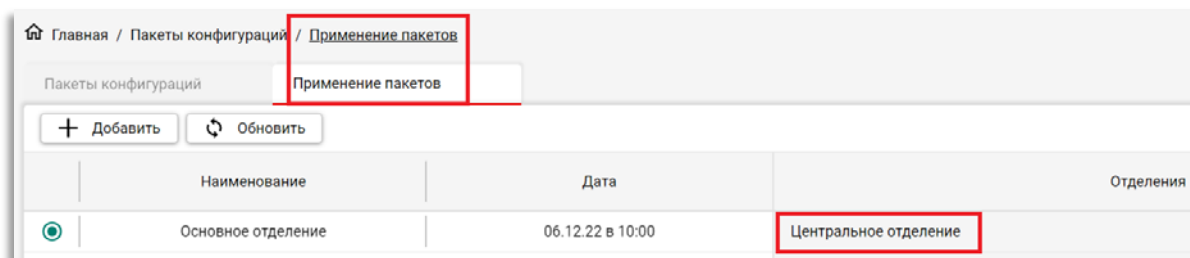 Главная / Пакеты конфигураций / Применение пакетов
Пакеты конфигураций Применение пакетов
Добавить Обновить
Наименование Дата Отделения
Основное отделение 06.12.22 в 10:00 Центральное отделение